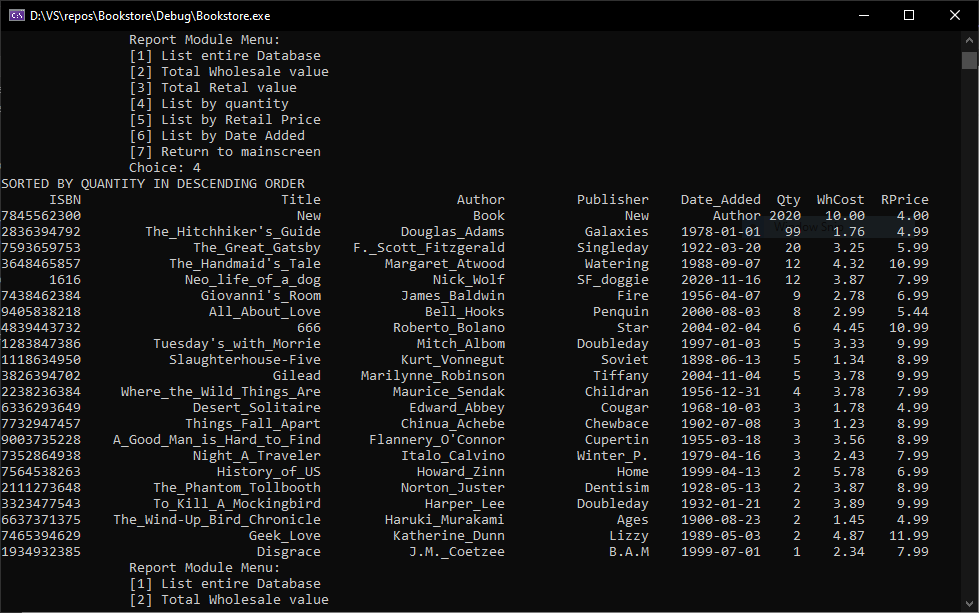 D:\VS\repos\Bookstore\Debug\Bookstore.exe
Report Module Menu:
[1] List entire Database
[2] Total Wholesale value
[3] Total Retal value
[4] List by quantity
[5] List by Retail Price
[6] List by Date Added
[7] Return to mainscreen
Choice: 4
SORTED BY QUANTITY IN DESCENDING ORDER
ISBN Title Author Publisher Date_Added Qty WhCost RPrice
7845562300 New Book New Author 2020 10.00 4.00
2836394792 The_Hitchhiker's_Guide Douglas_Adams Galaxies 1978-01-01 99 1.76 4.99
7593659753 The_Great_Gatsby F._Scott_Fitzgerald Singleday 1922-03-20 20 3.25 5.99
3648465857 The_Handmaid's_Tale Margaret_Atwood Watering 1988-09-07 12 4.32 10.99
1616 Neo_life_of_a_dog Nick_Wolf SF_doggie 2020-11-16 12 3.87 7.99
7438462384 Giovanni's_Room James_Baldwin Fire 1956-04-07 9 2.78 6.99
9405838218 All_About_Love Bell_Hooks Penquin 2000-08-03 8 2.99 5.44
4839443732 666 Roberto_Bolano Star 2004-02-04 6 4.45 10.99
1283847386 Tuesday's_with_Morrie Mitch_Albom Doubleday 1997-01-03 5 3.33 9.99
1118634950 Slaughterhouse-Five Kurt_Vonnegut Soviet 1898-06-13 5 1.34 8.99
3826394702 Gilead Marilynne_Robinson Tiffany 2004-11-04 5 3.78 9.99
2238236384 Where_the_Wild_Things_Are Maurice_Sendak Childran 1956-12-31 4 3.78 7.99
6336293649 Desert_Solitaire Edward_Abbey Cougar 1968-10-03 3 1.78 4.99
7732947457 Things_Fall_Apart Chinua_Achebe Chewbace 1902-07-08 3 1.23 8.99
9003735228 A_Good_Man_is_Hard_to_Find Flannery_O'Connor Cupertin 1955-03-18 3 3.56 8.99
7352864938 Night_A_Traveler Italo_Calvino Winter_P. 1979-04-16 3 2.43 7.99
7564538263 History_of_US Howard_Zinn Home 1999-04-13 2 5.78 6.99
2111273648 The_Phantom_Tollbooth Norton_Juster Dentisim 1928-05-13 2 3.87 8.99
3323477543 To_Kill_A_Mockingbird Harper_Lee Doubleday 1932-01-21 2 3.89 9.99
6637371375 The_Wind-Up_Bird_Chronicle Haruki_Murakami Ages 1900-08-23 2 1.45 4.99
7465394629 Geek_Love Katherine_Dunn Lizzy 1989-05-03 2 4.87 11.99
1934932385 Disgrace J.M._Coetzee B.A.M 1999-07-01 1 2.34 7.99
Report Module Menu:
[1] List entire Database
[2] Total Wholesale value